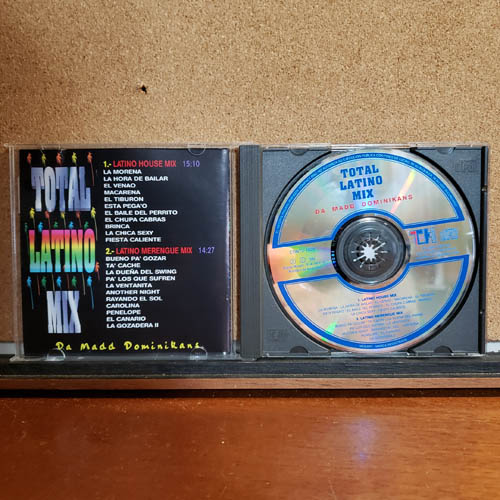 TOTAL
LATINO
MIX
1.- LATINO HOUSE MIX 15:10
LA MORENA
LA HORA DE BAILAR
EL VENAO
MACARENA
EL TIBURON
ESTA PEGA'O
EL BAILE DEL PERRITO
EL CHUPA CABRAS
BRINCA
LA CHICA SEXY
FIESTA CALIENTE
2.- LATINO MERENGUE MIX 14:27
BUENO PA' GOZAR
TA' CACHE
LA DUEÑA DEL SWING
PA' LOS QUE SUFREN
LA VENTANITA
ANOTHER NIGHT
RAYANDO EL SOL
CAROLINA
PENELOPE
EL CANARIO
LA GOZADERA II
Da Madd Dominikans
TOTAL
LATINO
MIX
DA MADD DOMINIKANS
1. LATINO HOUSE MIX
2. LATINO MERENGUE MIX